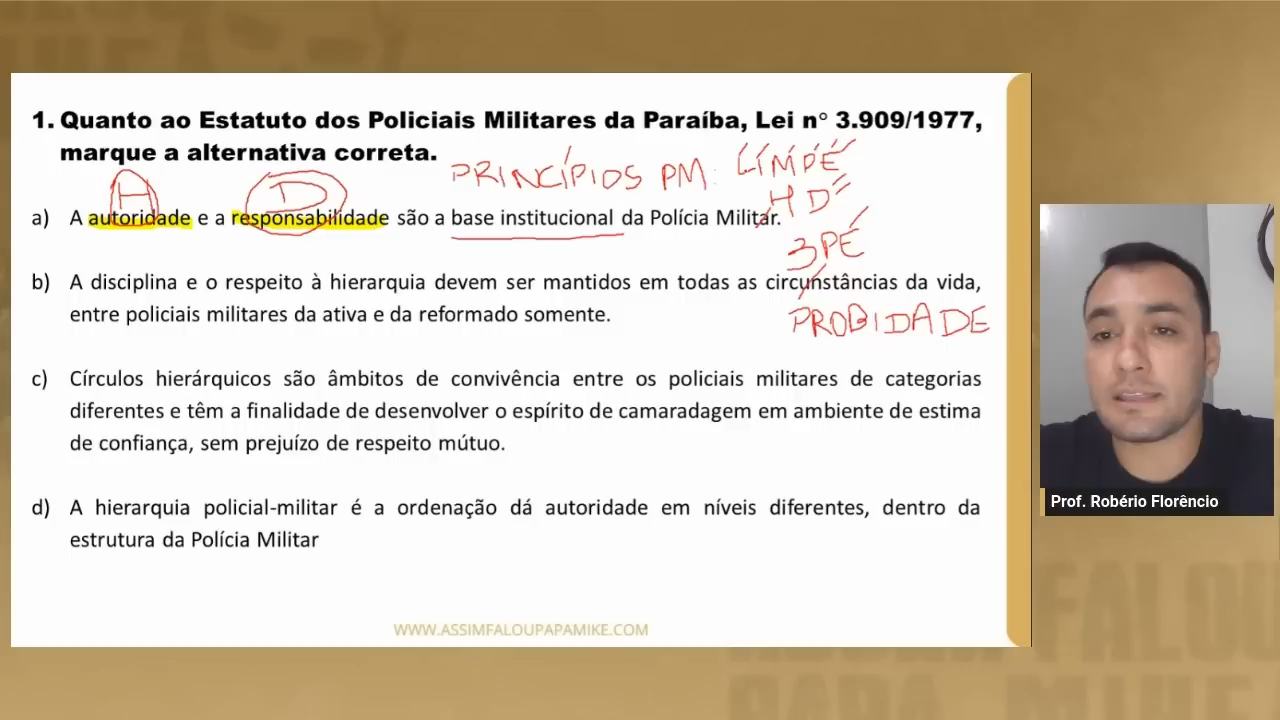 1. Quanto ao Estatuto dos Policiais Militares da Paraíba, Lei nº 3.909/1977,
marque a alternativa correta.
PRINCÍPIOS PM: LIMPE
H D
H D
a) A autoridade e a responsabilidade são a base institucional da Polícia Militar.
3PÉ
b) A disciplina e o respeito à hierarquia devem ser mantidos em todas as circunstâncias da vida,
entre policiais militares da ativa e da reformado somente.
PROBIDADE
c) Círculos hierárquicos são âmbitos de convivência entre os policiais militares de categorias
diferentes e têm a finalidade de desenvolver o espírito de camaradagem em ambiente de estima
de confiança, sem prejuízo de respeito mútuo.
d) A hierarquia policial-militar é a ordenação dá autoridade em níveis diferentes, dentro da
estrutura da Polícia Militar
WWW.ASSIMFALOUPAPAMIKE.COM
Prof. Robério Florêncio